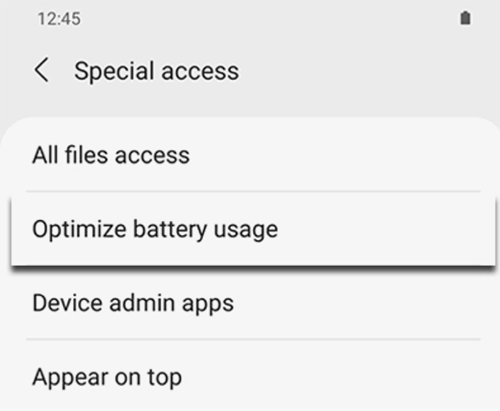 12:45
Special access
All files access
Optimize battery usage
Device admin apps
Appear on top